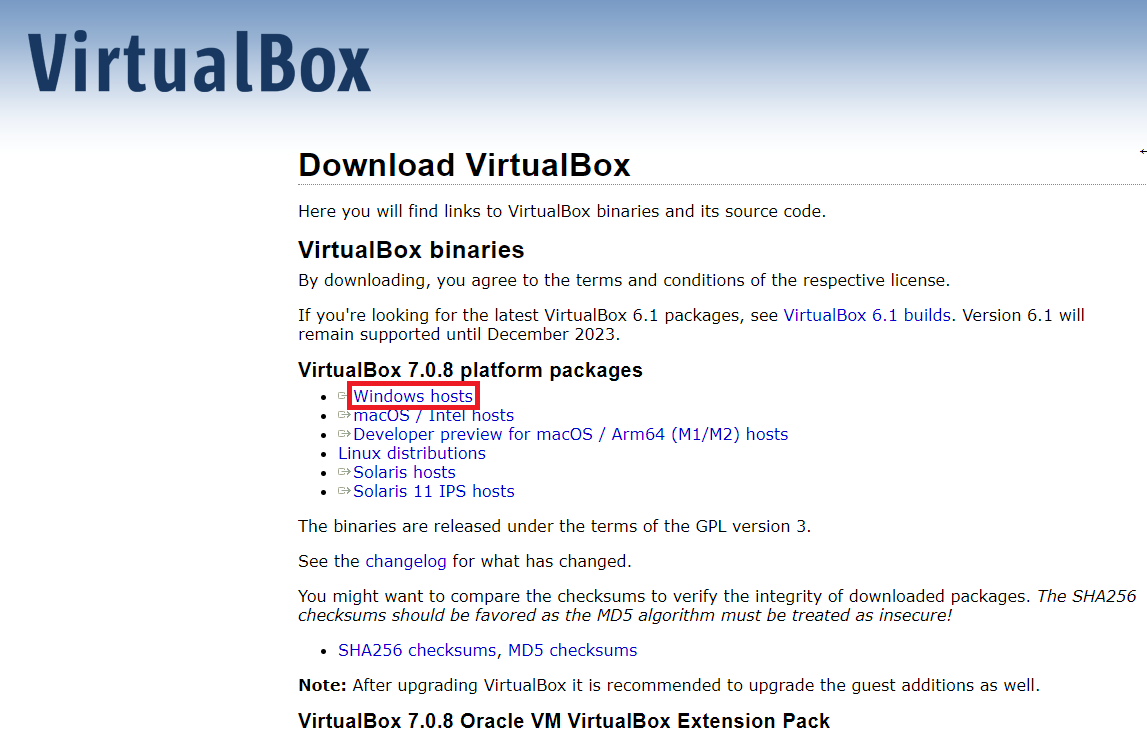 VirtualBox
Download VirtualBox
Here you will find links to VirtualBox binaries and its source code.
VirtualBox binaries
By downloading, you agree to the terms and conditions of the respective license.
If you're looking for the latest VirtualBox 6.1 packages, see VirtualBox 6.1 builds. Version 6.1 will
remain supported until December 2023.
VirtualBox 7.0.8 platform packages
Windows hosts
macOS / Intel hosts
Developer preview for macOS / Arm64 (M1/M2) hosts
Linux distributions
Solaris hosts
Solaris 11 IPS hosts
The binaries are released under the terms of the GPL version 3.
See the changelog for what has changed.
You might want to compare the checksums to verify the integrity of downloaded packages. The SHA256
checksums should be favored as the MD5 algorithm must be treated as insecure!
SHA256 checksums, MD5 checksums
Note: After upgrading VirtualBox it is recommended to upgrade the guest additions as well.
VirtualBox 7.0.8 Oracle VM VirtualBox Extension Pack